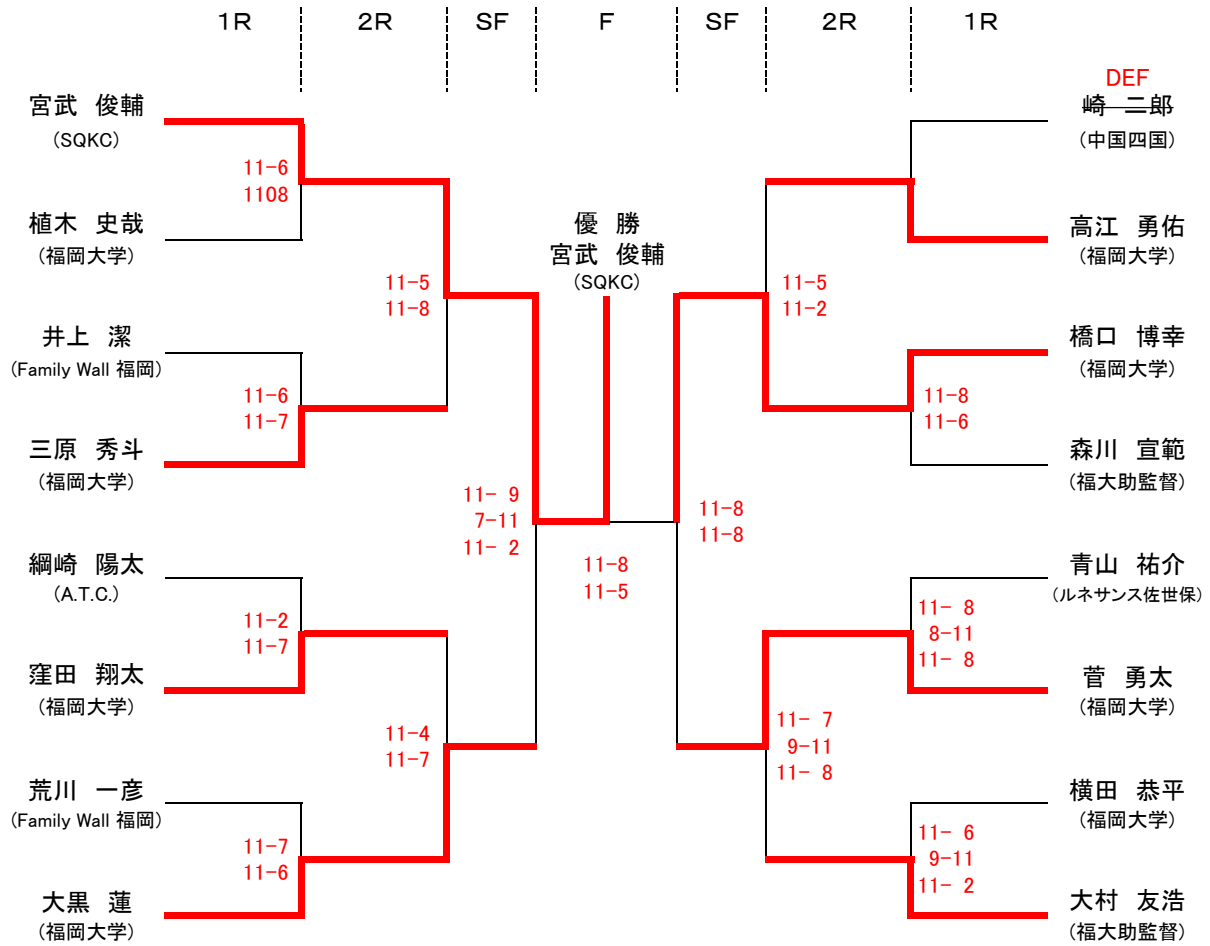 1R
2R
SF
F
SF
2R
1R
宮武 俊輔
(SQKC)
11-6
1108
植木 史哉
(福岡大学)
11-5
11-8
井上 潔
(Family Wall 福岡)
11-6
11-7
三原 秀斗
(福岡大学)
11- 9
7-11
11- 2
綱崎 陽太
(A.T.C.)
11-2
11-7
窪田 翔太
(福岡大学)
11-4
11-7
荒川 一彦
(Family Wall 福岡)
11-7
11-6
大黒 蓮
(福岡大学)
優 勝
宮武 俊輔
(SQKC)
11-8
11-5
DEF
崎 二郎
(中国四国)
高江 勇佑
(福岡大学)
11-5
11-2
橋口 博幸
(福岡大学)
11-8
11-6
森川 宣範
(福大助監督)
11-8
11-8
青山 祐介
(ルネサンス佐世保)
11- 8
8-11
11- 8
菅 勇太
(福岡大学)
11- 7
9-11
11- 8
横田 恭平
(福岡大学)
11- 6
9-11
11- 2
大村 友浩
(福大助監督)